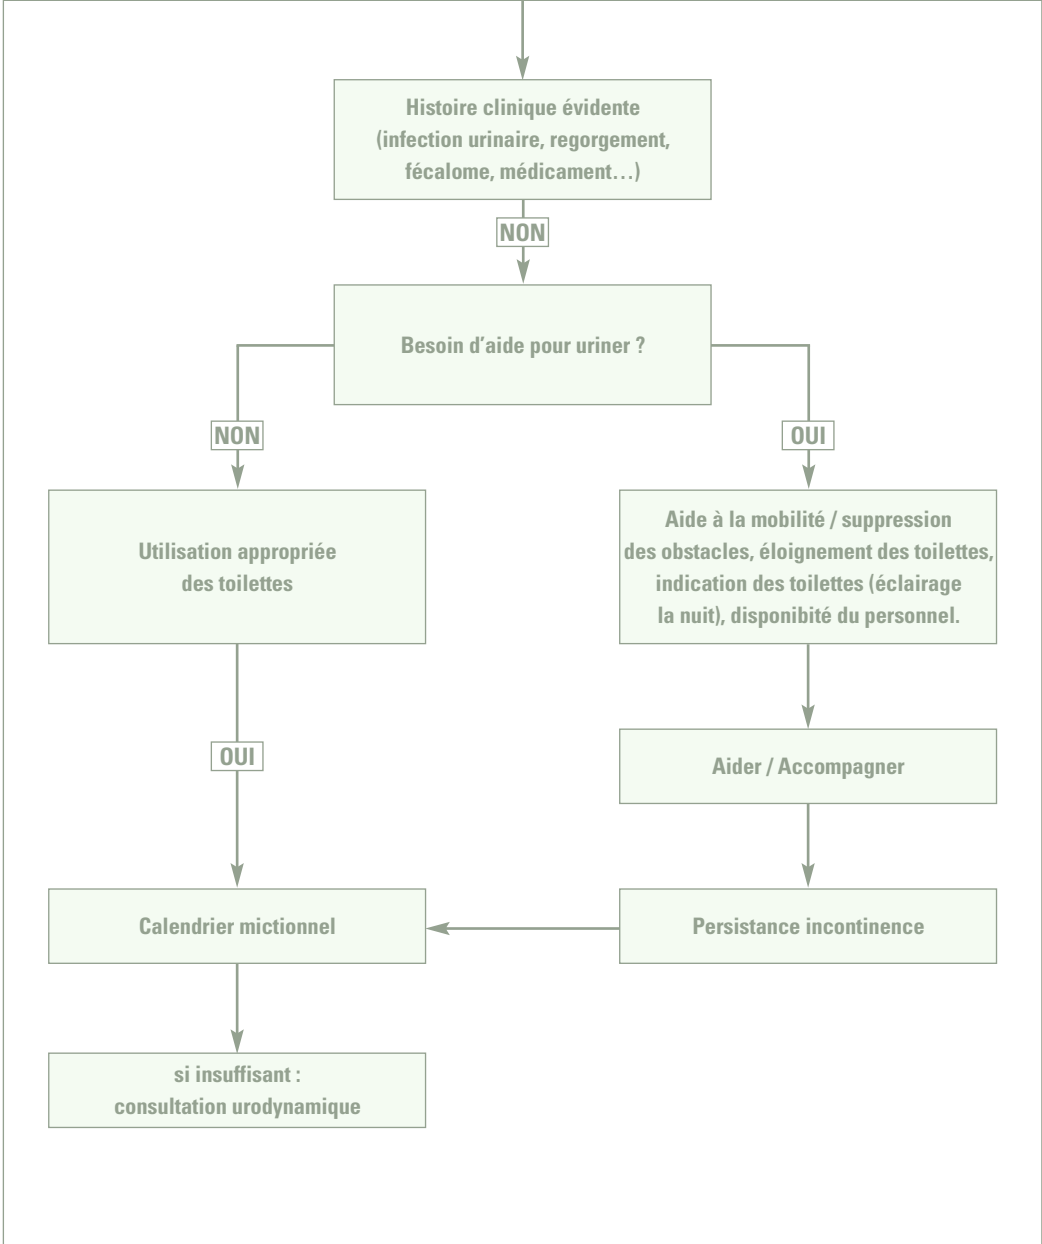 Histoire clinique évidente
(infection urinaire, regorgement,
fécalome, médicament…)
NON
Besoin d'aide pour uriner ?
NON
OUI
Utilisation appropriée
des toilettes
Aide à la mobilité / suppression
des obstacles, éloignement des toilettes,
indication des toilettes (éclairage
la nuit), disponibité du personnel.
OUI
Aider / Accompagner
Calendrier mictionnel
Persistance incontinence
si insuffisant :
consultation urodynamique